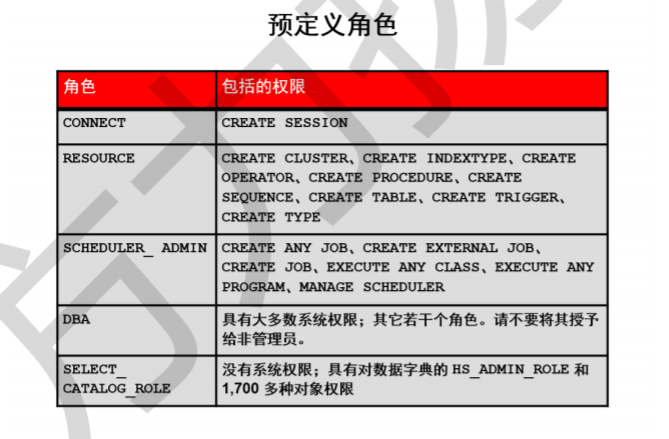 预定义角色
角色 包括的权限
CONNECT CREATE SESSION
RESOURCE CREATE CLUSTER、CREATE INDEXTYPE、CREATE
OPERATOR、CREATE PROCEDURE、CREATE
SEQUENCE、CREATE TABLE、CREATE TRIGGER、
CREATE TYPE
SCHEDULER_ ADMIN CREATE ANY JOB、CREATE EXTERNAL JOB、
CREATE JOB、EXECUTE ANY CLASS、EXECUTE ANY
PROGRAM、MANAGE SCHEDULER
DBA 具有大多数系统权限；其它若干个角色。请不要将其授予
给非管理员。
SELECT_ 没有系统权限；具有对数据字典的 HS_ADMIN_ROLE 和
CATALOG_ROLE 1,700 多种对象权限